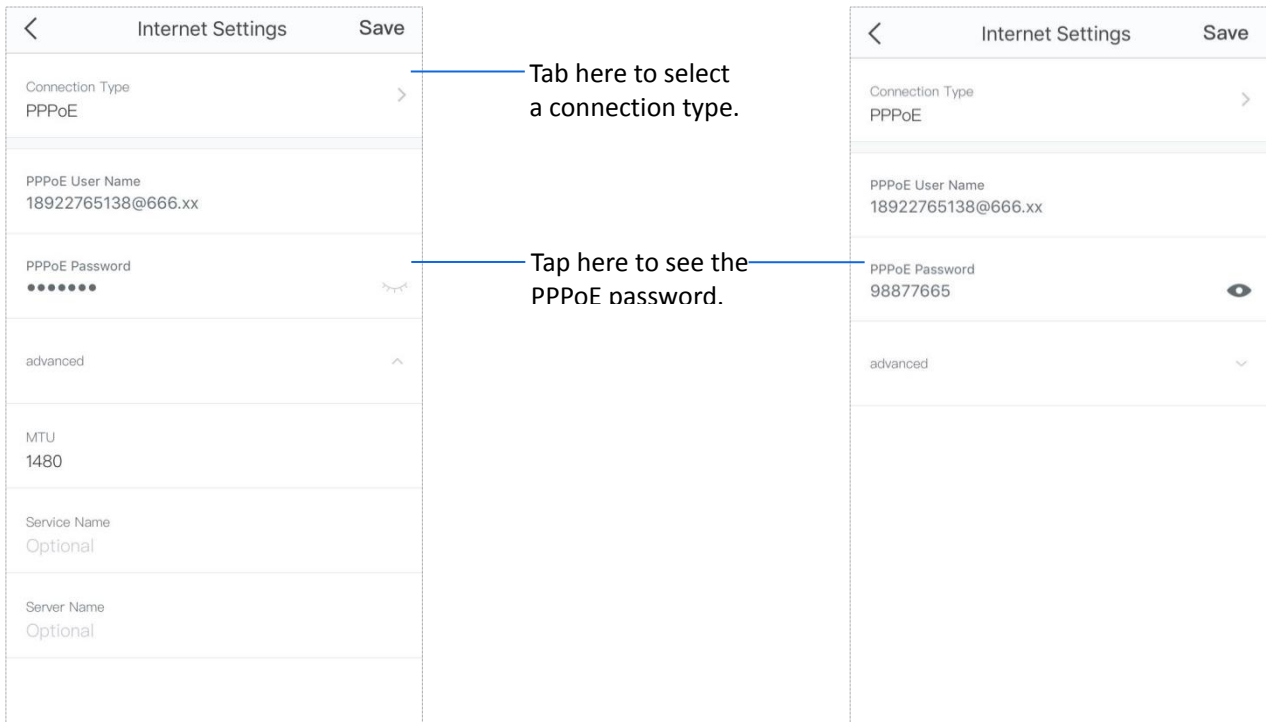 Internet Settings Save
Connection Type
PPPoE
PPPoE User Name
18922765138@666.xx
PPPoE Password
●●●●●●●
advanced
MTU
1480
Service Name
Optional
Server Name
Optional
Tab here to select
a connection type.
Tap here to see the
PPPoE password.
Internet Settings Save
Connection Type
PPPoE
PPPoE User Name
18922765138@666.xx
PPPoE Password
98877665
advanced